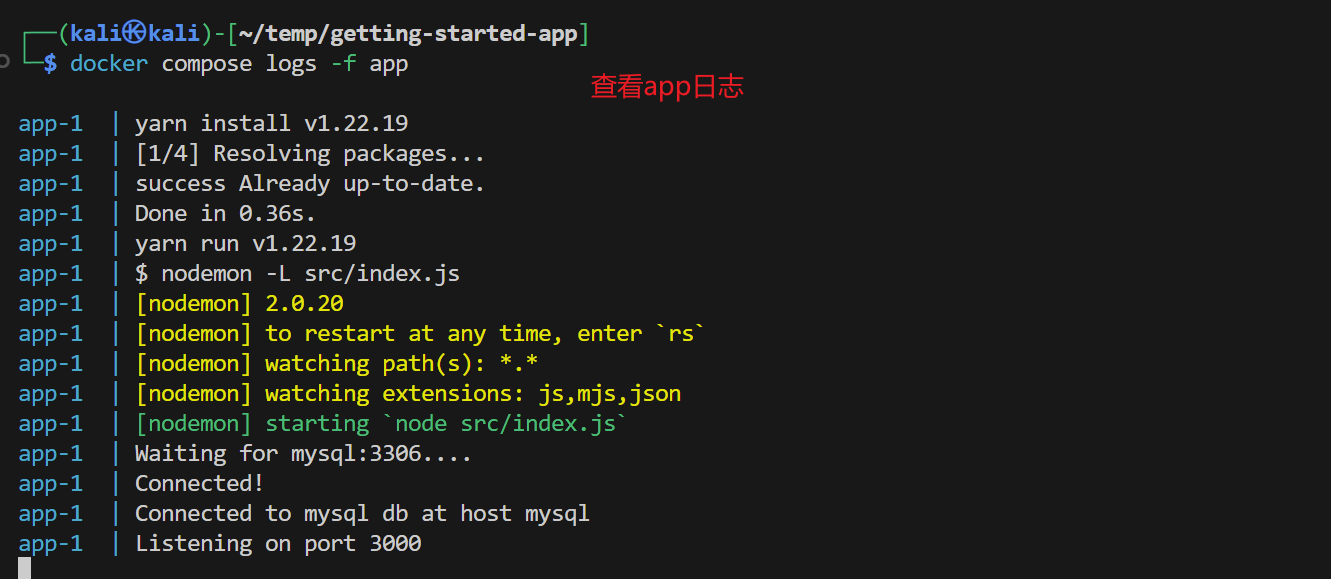 (kali㉿kali)-[~/temp/getting-started-app]
$ docker compose logs -f app
查看app日志
app-1 | yarn install v1.22.19
app-1 | [1/4] Resolving packages...
app-1 | success Already up-to-date.
app-1 | Done in 0.36s.
app-1 | yarn run v1.22.19
app-1 | $ nodemon -L src/index.js
app-1 | [nodemon] 2.0.20
app-1 | [nodemon] to restart at any time, enter `rs`
app-1 | [nodemon] watching path(s): *.*
app-1 | [nodemon] watching extensions: js,mjs,json
app-1 | [nodemon] starting `node src/index.js`
app-1 | Waiting for mysql:3306....
app-1 | Connected!
app-1 | Connected to mysql db at host mysql
app-1 | Listening on port 3000